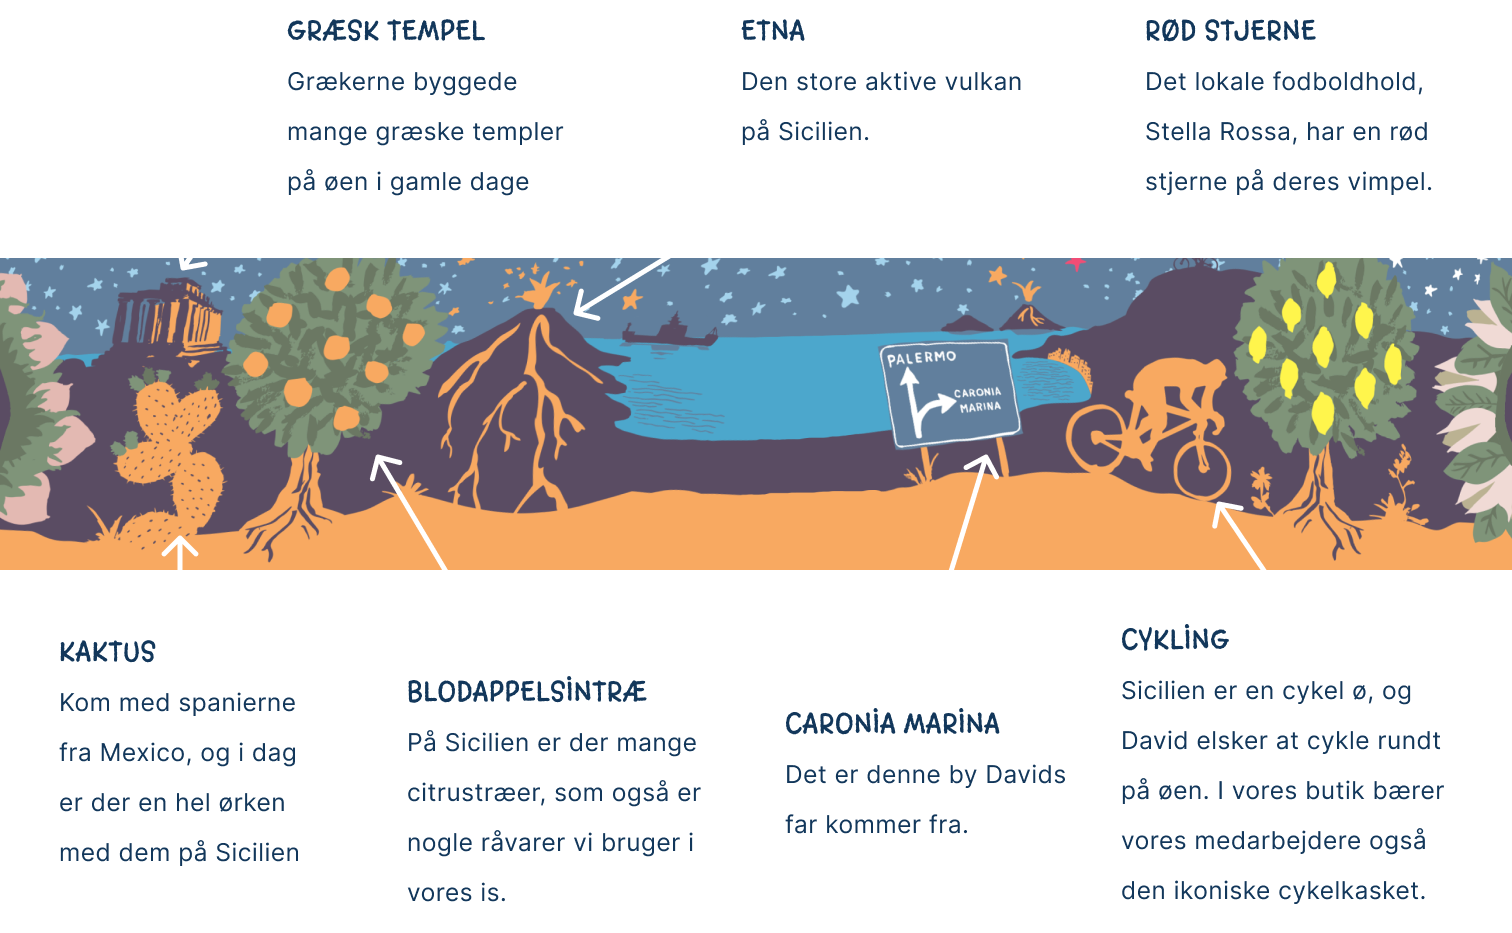 GRÆSK TEMPEL
Grækerne byggede
mange græske templer
på øen i gamle dage
ETNA
Den store aktive vulkan
på Sicilien.
RØD STJERNE
Det lokale fodboldhold,
Stella Rossa, har en rød
stjerne på deres vimpel.
PALERMO
CARONIA
MARINA
KAKTUS
Kom med spanierne
fra Mexico, og i dag
er der en hel ørken
med dem på Sicilien
BLODAPPELSINTRÆ
På Sicilien er der mange
citrustræer, som også er
nogle råvarer vi bruger i
vores is.
CARONIA MARINA
Det er denne by Davids
far kommer fra.
CYKLING
Sicilien er en cykel ø, og
David elsker at cykle rundt
på øen. I vores butik bærer
vores medarbejdere også
den ikoniske cykelkasket.